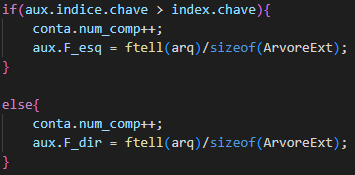 if(aux.indice.chave > index.chave){
conta.num_comp++;
aux.F_esq = ftell(arq)/sizeof(ArvoreExt);
}
else{
conta.num_comp++;
aux.F_dir = ftell(arq)/sizeof(ArvoreExt);
}